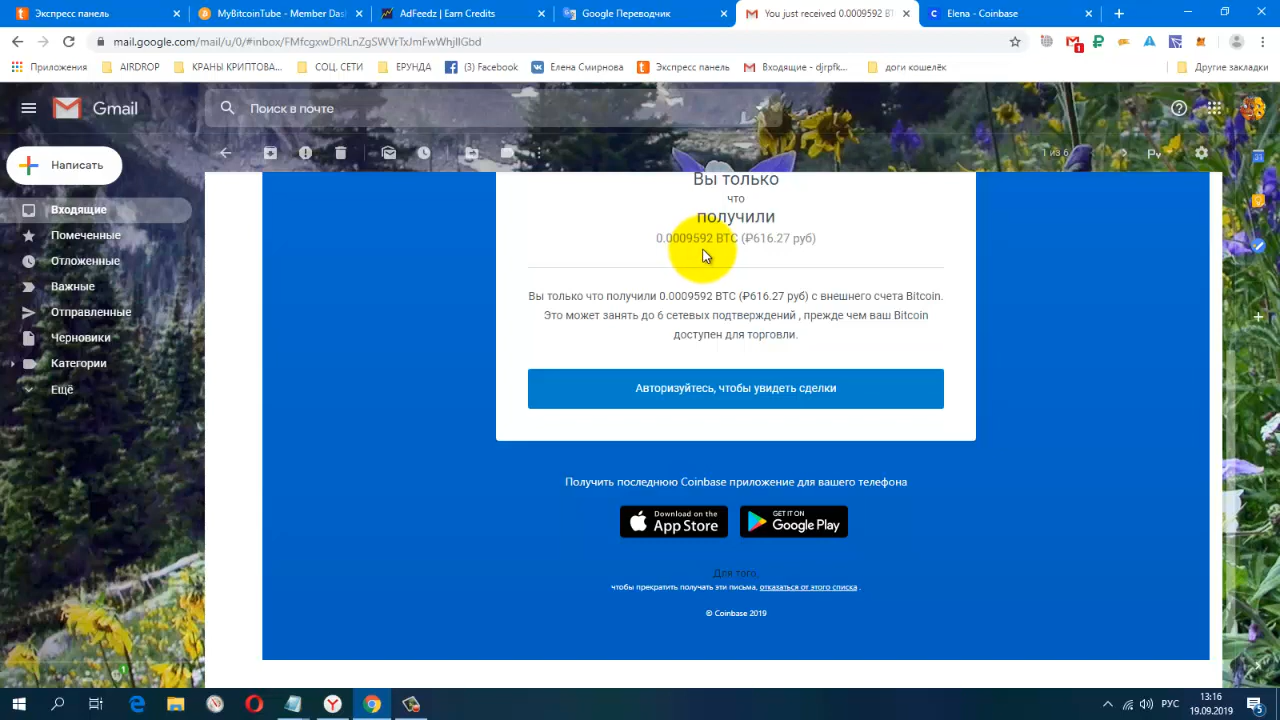 MyBitcoinTube - Member Das
AdFeedz | Earn Credits
Google Переводчик
You just received 0.0009592 BT
Elena - Coinbase
mail.google.com/mail/u/0/#inbox/FMfcgxwDrRLnZgSWVrTxJmFwWhjlIGbd
1
Приложения
AIRDROP
КРАНЫ КРИПТОВА...
СОЦ. СЕТИ
ЕРУНДА
(3) Facebook
Елена Смирнова
Экспресс панель
Входящие - djrpfk...
доги кошелёк
Другие закладки
Gmail
Поиск в почте
Написать
1 из 6
Ру
31
Входящие
Помеченные
Отложенные
Важные
Отправленные
Черновики
Категории
Ещё
Вы только
что
получили
0.0009592 BTC (₽616.27 руб)
Вы только что получили 0.0009592 BTC (₽616.27 руб) с внешнего счета Bitcoin.
Это может занять до 6 сетевых подтверждений , прежде чем ваш Bitcoin
доступен для торговли.
Авторизуйтесь, чтобы увидеть сделки
Получить последнюю Coinbase приложение для вашего телефона
Download on the
App Store
GET IT ON
Google Play
Для того,
чтобы прекратить получать эти письма, отказаться от этого списка .
© Coinbase 2019
1
РУС
13:16
19.09.2019
5